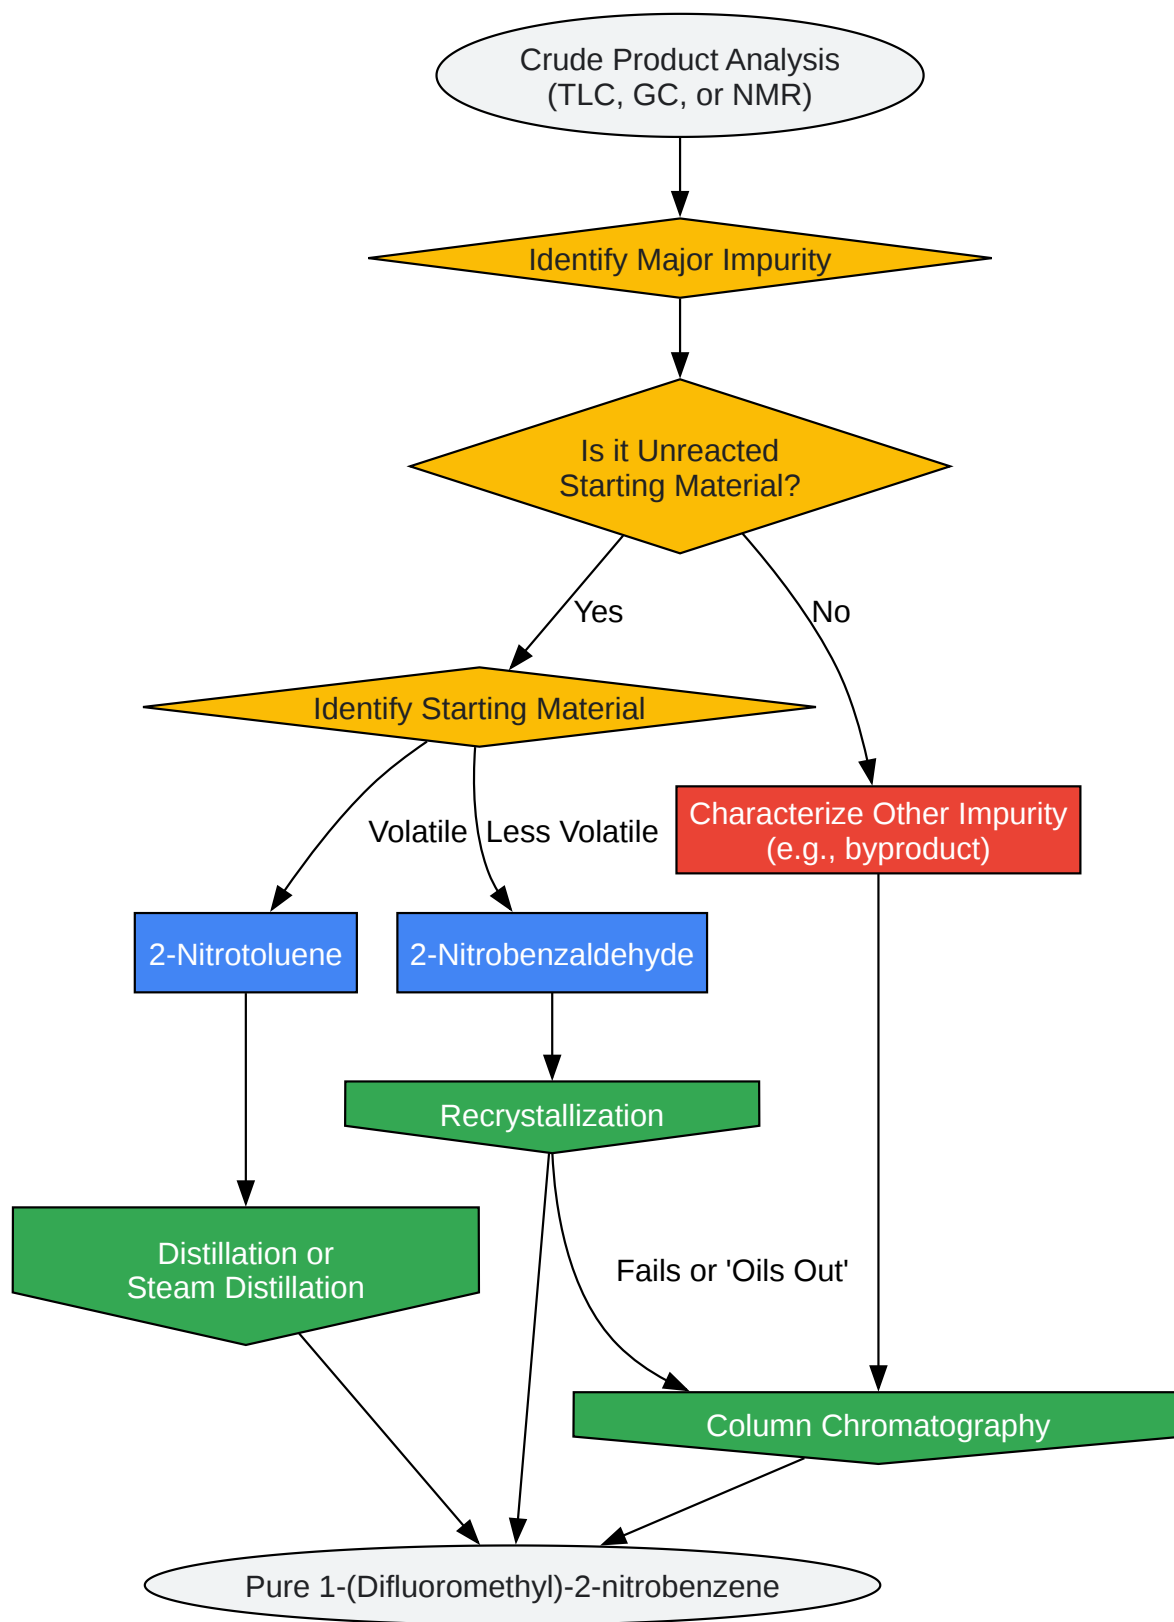 Crude Product Analysis
(TLC, GC, or NMR)
Identify Major Impurity
Is it Unreacted
Starting Material?
Yes
No
Identify Starting Material
Volatile
Less Volatile
Characterize Other Impurity
(e.g., byproduct)
2-Nitrotoluene
2-Nitrobenzaldehyde
Recrystallization
Distillation or
Steam Distillation
Fails or 'Oils Out'
Column Chromatography
Pure 1-(Difluoromethyl)-2-nitrobenzene